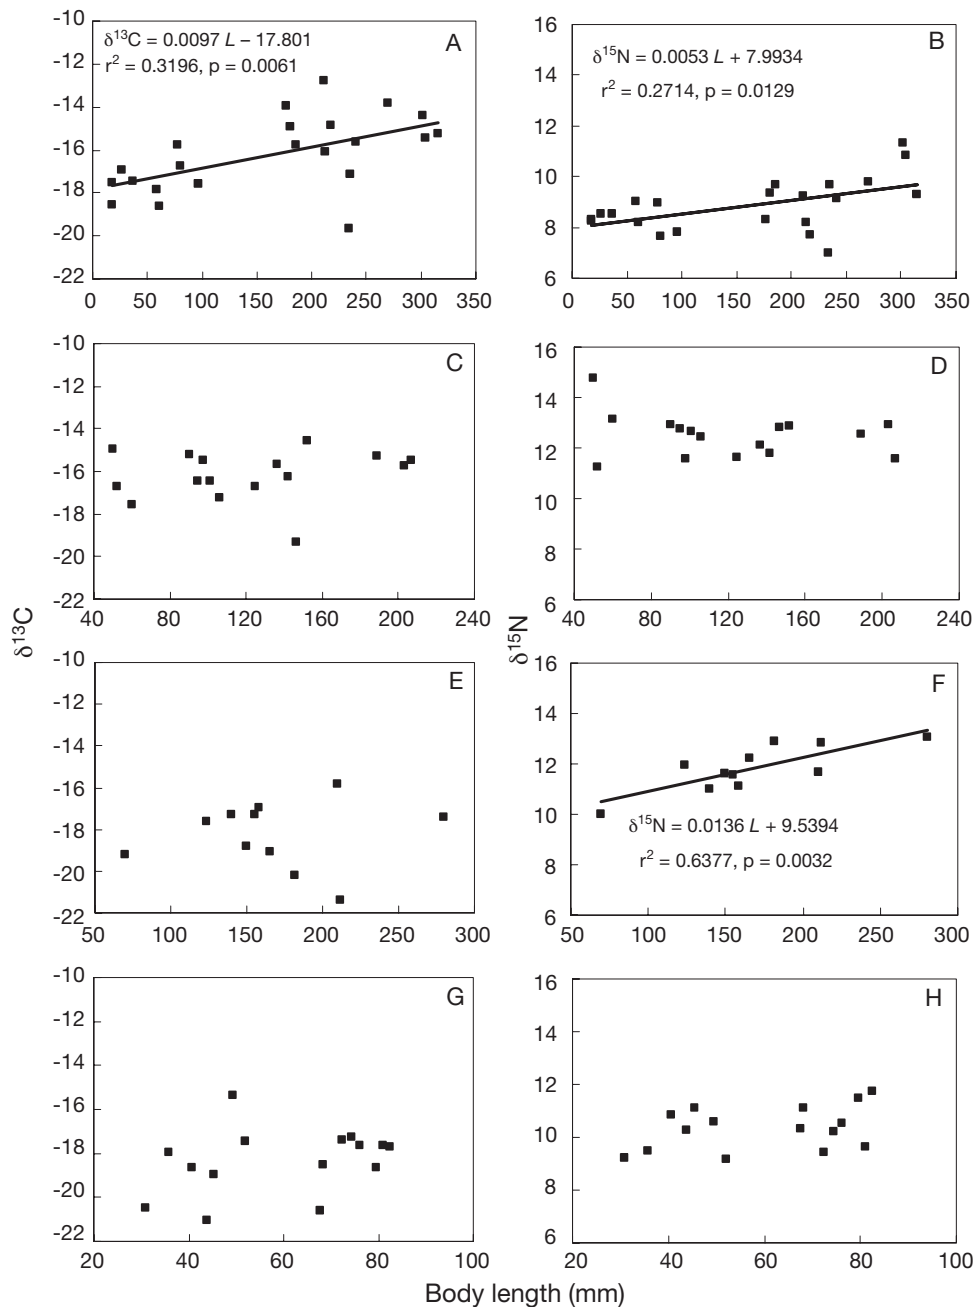 -10
-12
-14
-16
-18
-20
-22
0 50 100 150 200 250 300 350
A
δ¹³C = 0.0097 L – 17.801
r² = 0.3196, p = 0.0061
16
14
12
10
8
6
0 50 100 150 200 250 300 350
B
δ¹⁵N = 0.0053 L + 7.9934
r² = 0.2714, p = 0.0129
-10
-12
-14
-16
-18
-20
-22
40 80 120 160 200 240
C
16
14
12
10
8
6
40 80 120 160 200 240
D
δ¹³C
δ¹⁵N
-10
-12
-14
-16
-18
-20
-22
50 100 150 200 250 300
E
16
14
12
10
8
6
50 100 150 200 250 300
F
δ¹⁵N = 0.0136 L + 9.5394
r² = 0.6377, p = 0.0032
-10
-12
-14
-16
-18
-20
-22
20 40 60 80 100
G
16
14
12
10
8
6
20 40 60 80 100
H
Body length (mm)